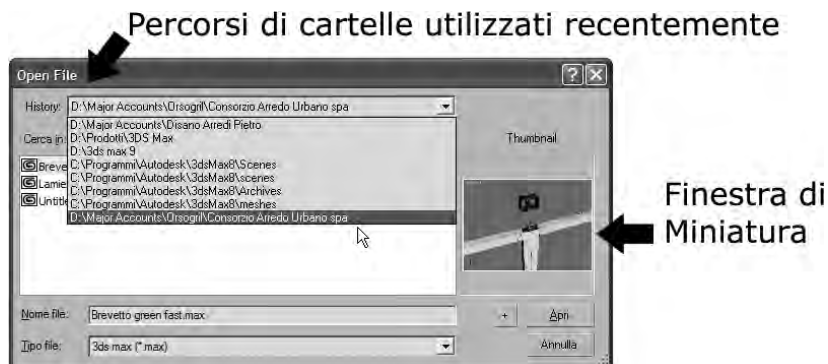 Percorsi di cartelle utilizzati recentemente
Open File
History: D:\Major Accounts\Orsogril\Consorzio Arredo Urbano spa
D:\Major Accounts\Disano Arredi Pietro
Cerca in:
D:\Prodotti\3DS Max
Thumbnail
D:\3ds max 9
Breve
C:\Programmi\Autodesk\3dsMax8\Scenes
Lamie
C:\Programmi\Autodesk\3dsMax8\scenes
Untitle
C:\Programmi\Autodesk\3dsMax8\Archives
C:\Programmi\Autodesk\3dsMax8\meshes
D:\Major Accounts\Orsogril\Consorzio Arredo Urbano spa
Finestra di
Miniatura
Nome file: Brevetto green fast.max + Apri
Tipo file: 3ds max (*.max) Annulla